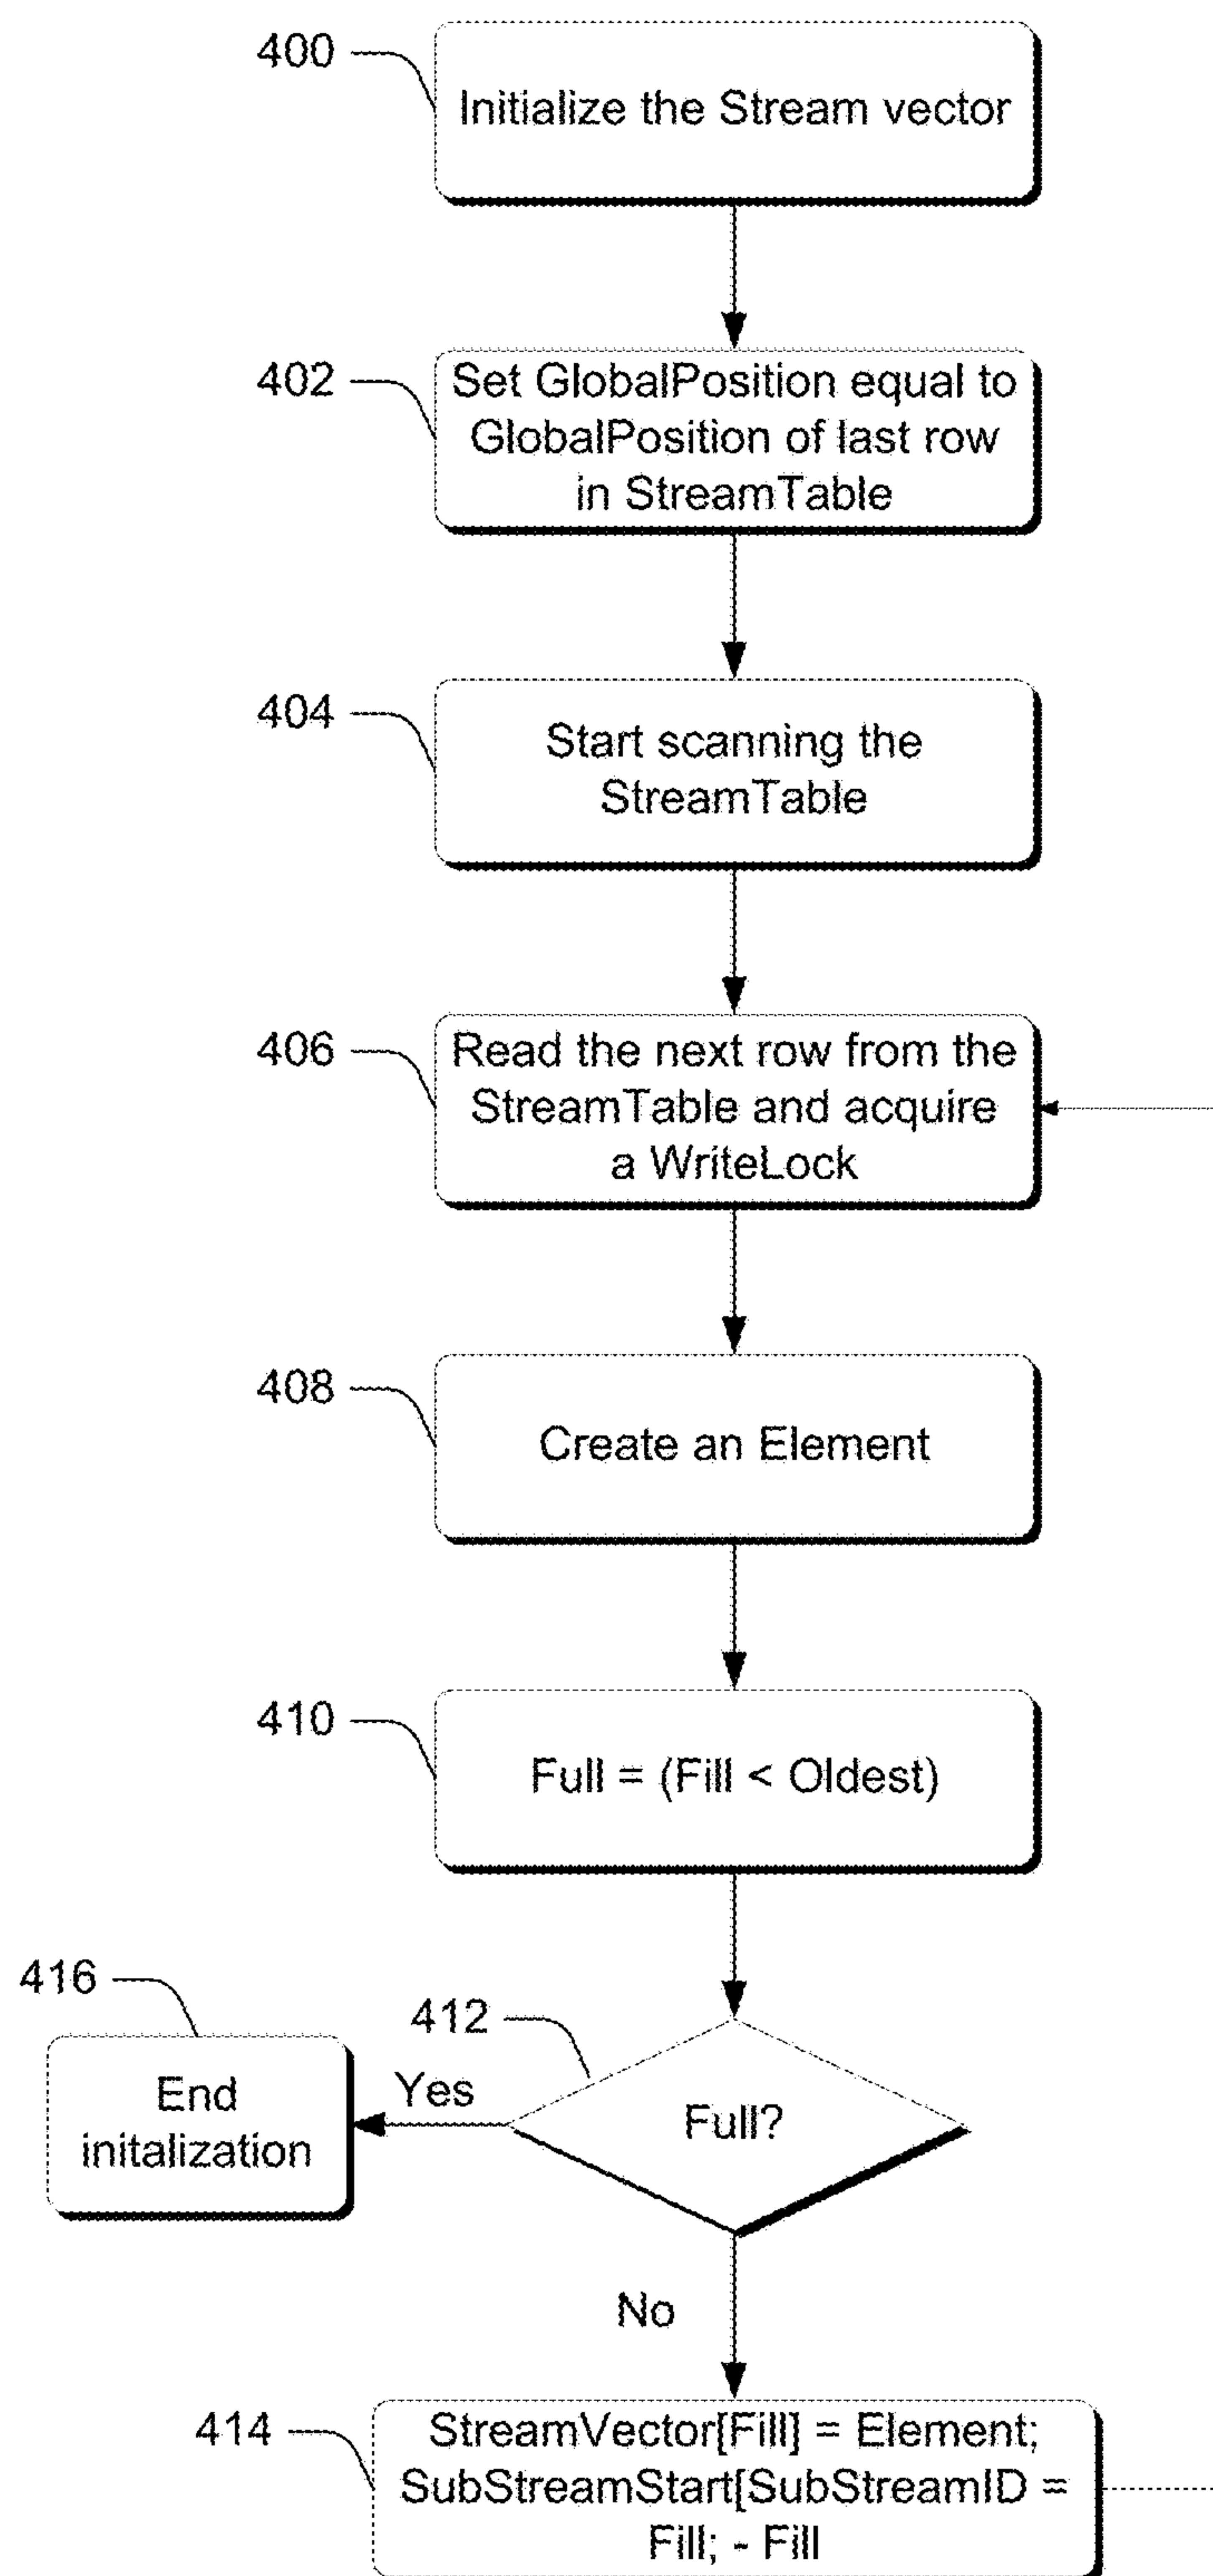 400
Initialize the Stream vector
402
Set GlobalPosition equal to
GlobalPosition of last row
in StreamTable
404
Start scanning the
StreamTable
406
Read the next row from the
StreamTable and acquire
a WriteLock
408
Create an Element
410
Full = (Fill < Oldest)
416
412
End
initalization
Yes
Full?
No
414
StreamVector[Fill] = Element;
SubStreamStart[SubStreamID =
Fill; - Fill